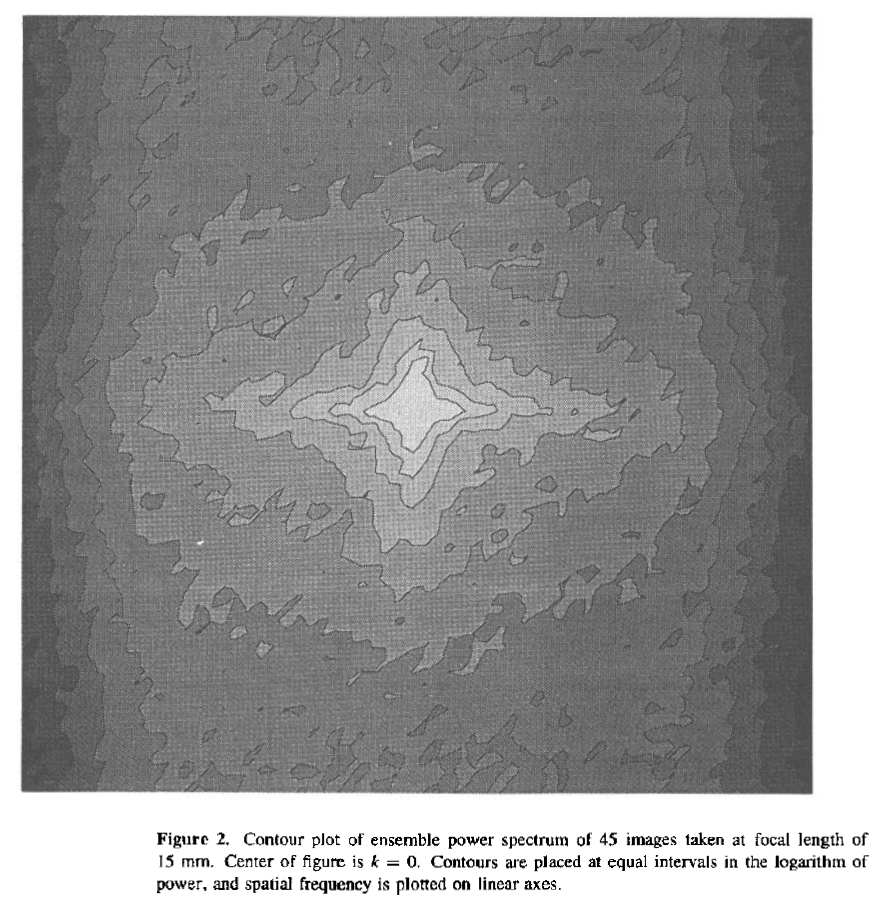 Figure 2. Contour plot of ensemble power spectrum of 45 images taken at focal length of
15 mm. Center of figure is k = 0. Contours are placed at equal intervals in the logarithm of
power, and spatial frequency is plotted on linear axes.